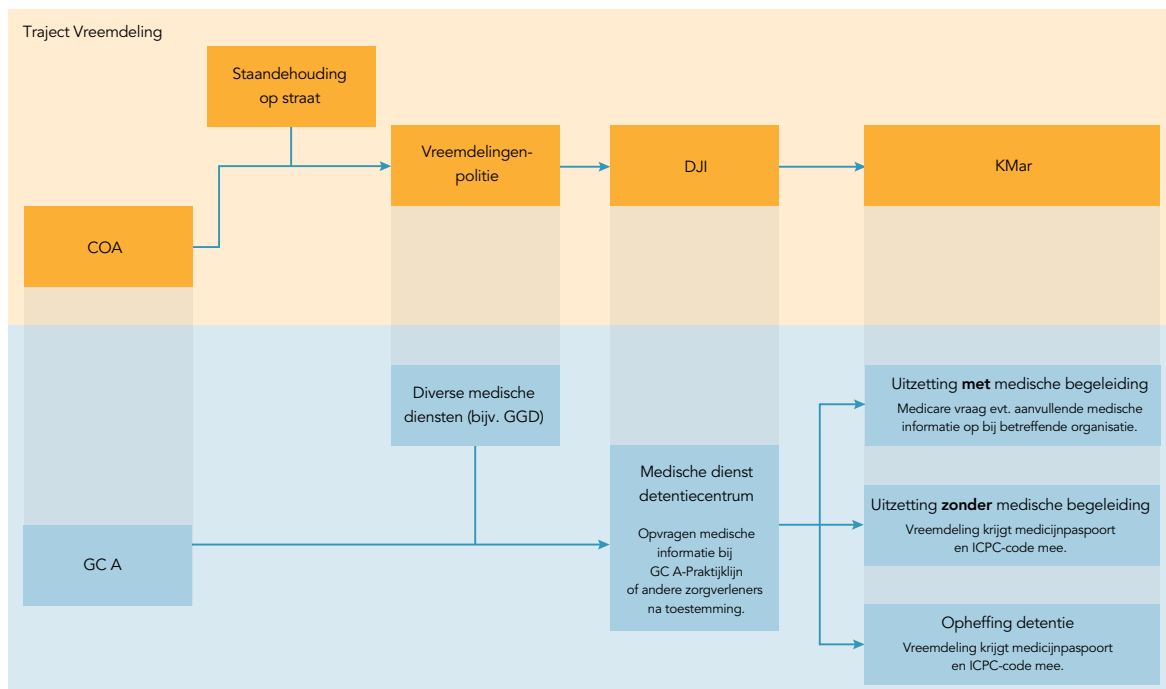 Traject Vreemdeling
Staandehouding
op straat
Vreemdelingen-
politie
DJI
KMar
COA
Diverse medische
diensten (bijv. GGD)
Uitzetting met medische begeleiding
Medicare vraag evt. aanvullende medische
informatie op bij betreffende organisatie.
Medische dienst
detentiecentrum
Opvragen medische
informatie bij
GC A-Praktijklijn
of andere zorgverleners
na toestemming.
Uitzetting zonder medische begeleiding
Vreemdeling krijgt medicijnpaspoort
en ICPC-code mee.
GC A
Opheffing detentie
Vreemdeling krijgt medicijnpaspoort
en ICPC-code mee.